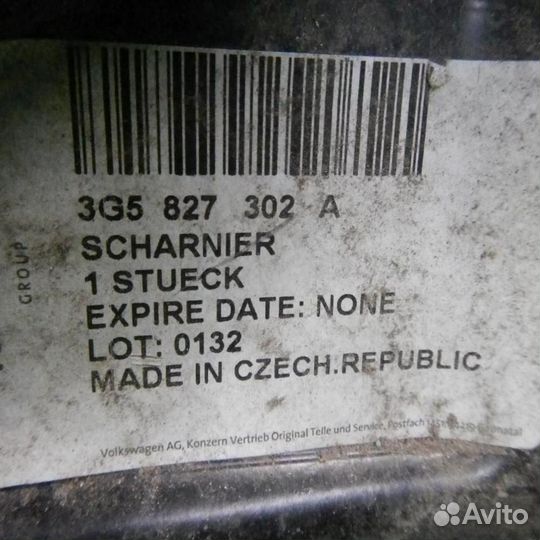 3G5 827 302 A
SCHARNIER
1 STUECK
EXPIRE DATE: NONE
LOT: 0132
MADE IN CZECH.REPUBLIC
GROUP
Volkswagen AG, Konzern Vertrieb Original Teile und Service, Postfach
Avito